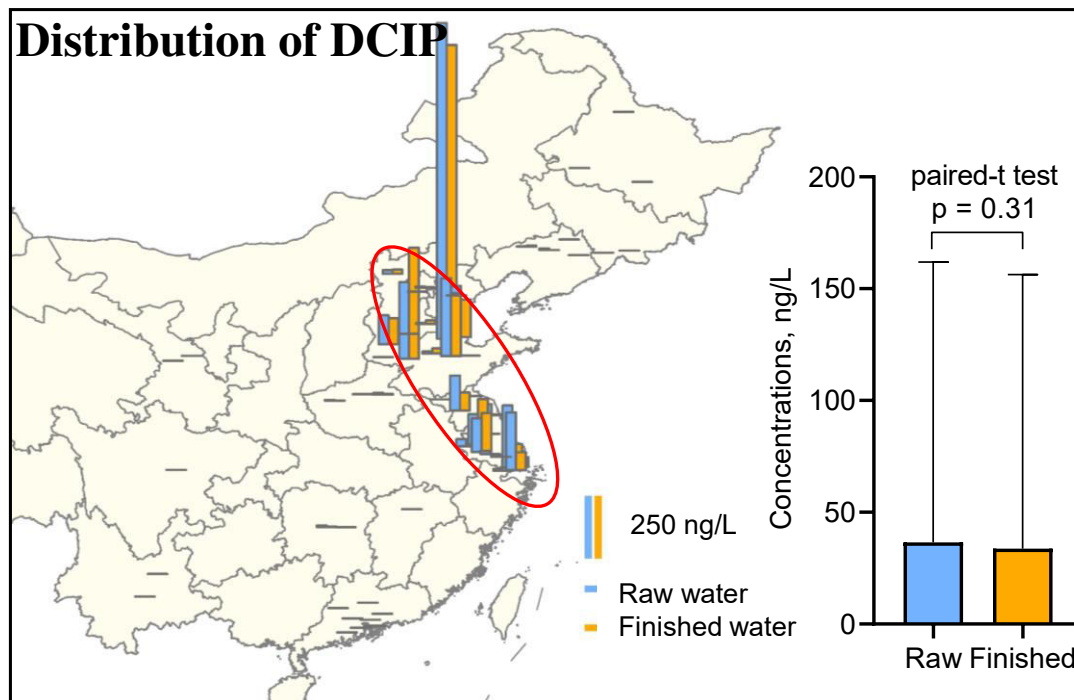 Distribution of DCIP
250 ng/L
Raw water
Finished water
paired-t test
p = 0.31
Concentrations, ng/L
200
150
100
50
0
Raw Finished